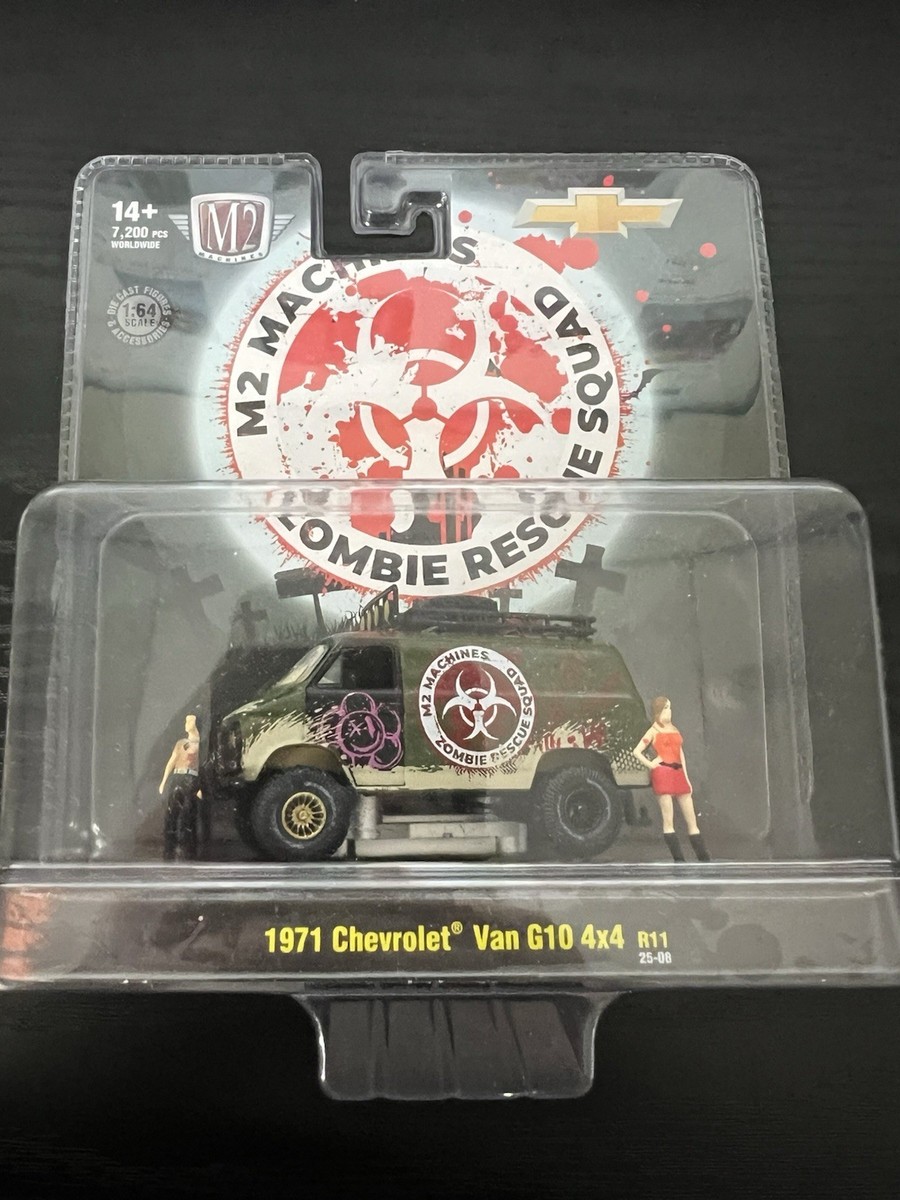 14+
7,200 PCS
WORLDWIDE
M2
MACHINES
DIE CAST FIGURES
& ACCESSORIES
1:64
SCALE
M2 MACHINES
ZOMBIE RESCUE SQUAD
M2 MACHINES
ZOMBIE RESCUE SQUAD
1971 Chevrolet® Van G10 4x4 R11
25-08